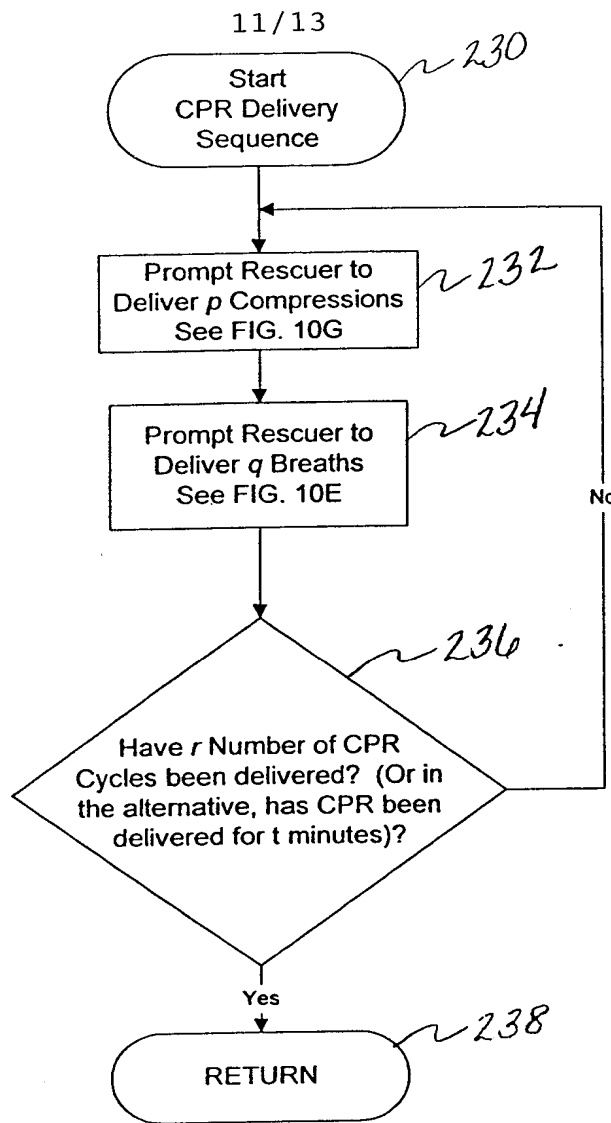 11/13
Start
CPR Delivery
Sequence
230
Prompt Rescuer to
Deliver p Compressions
See FIG. 10G
232
Prompt Rescuer to
Deliver q Breaths
See FIG. 10E
234
No
236
Have r Number of CPR
Cycles been delivered? (Or in
the alternative, has CPR been
delivered for t minutes)?
Yes
238
RETURN